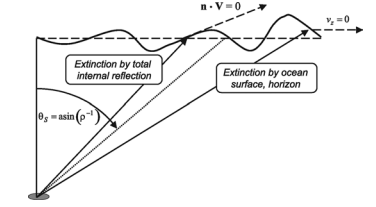 n · V = 0
v_z = 0
Extinction by total
internal reflection
Extinction by ocean
surface, horizon
θ_S = asin(ρ⁻¹)